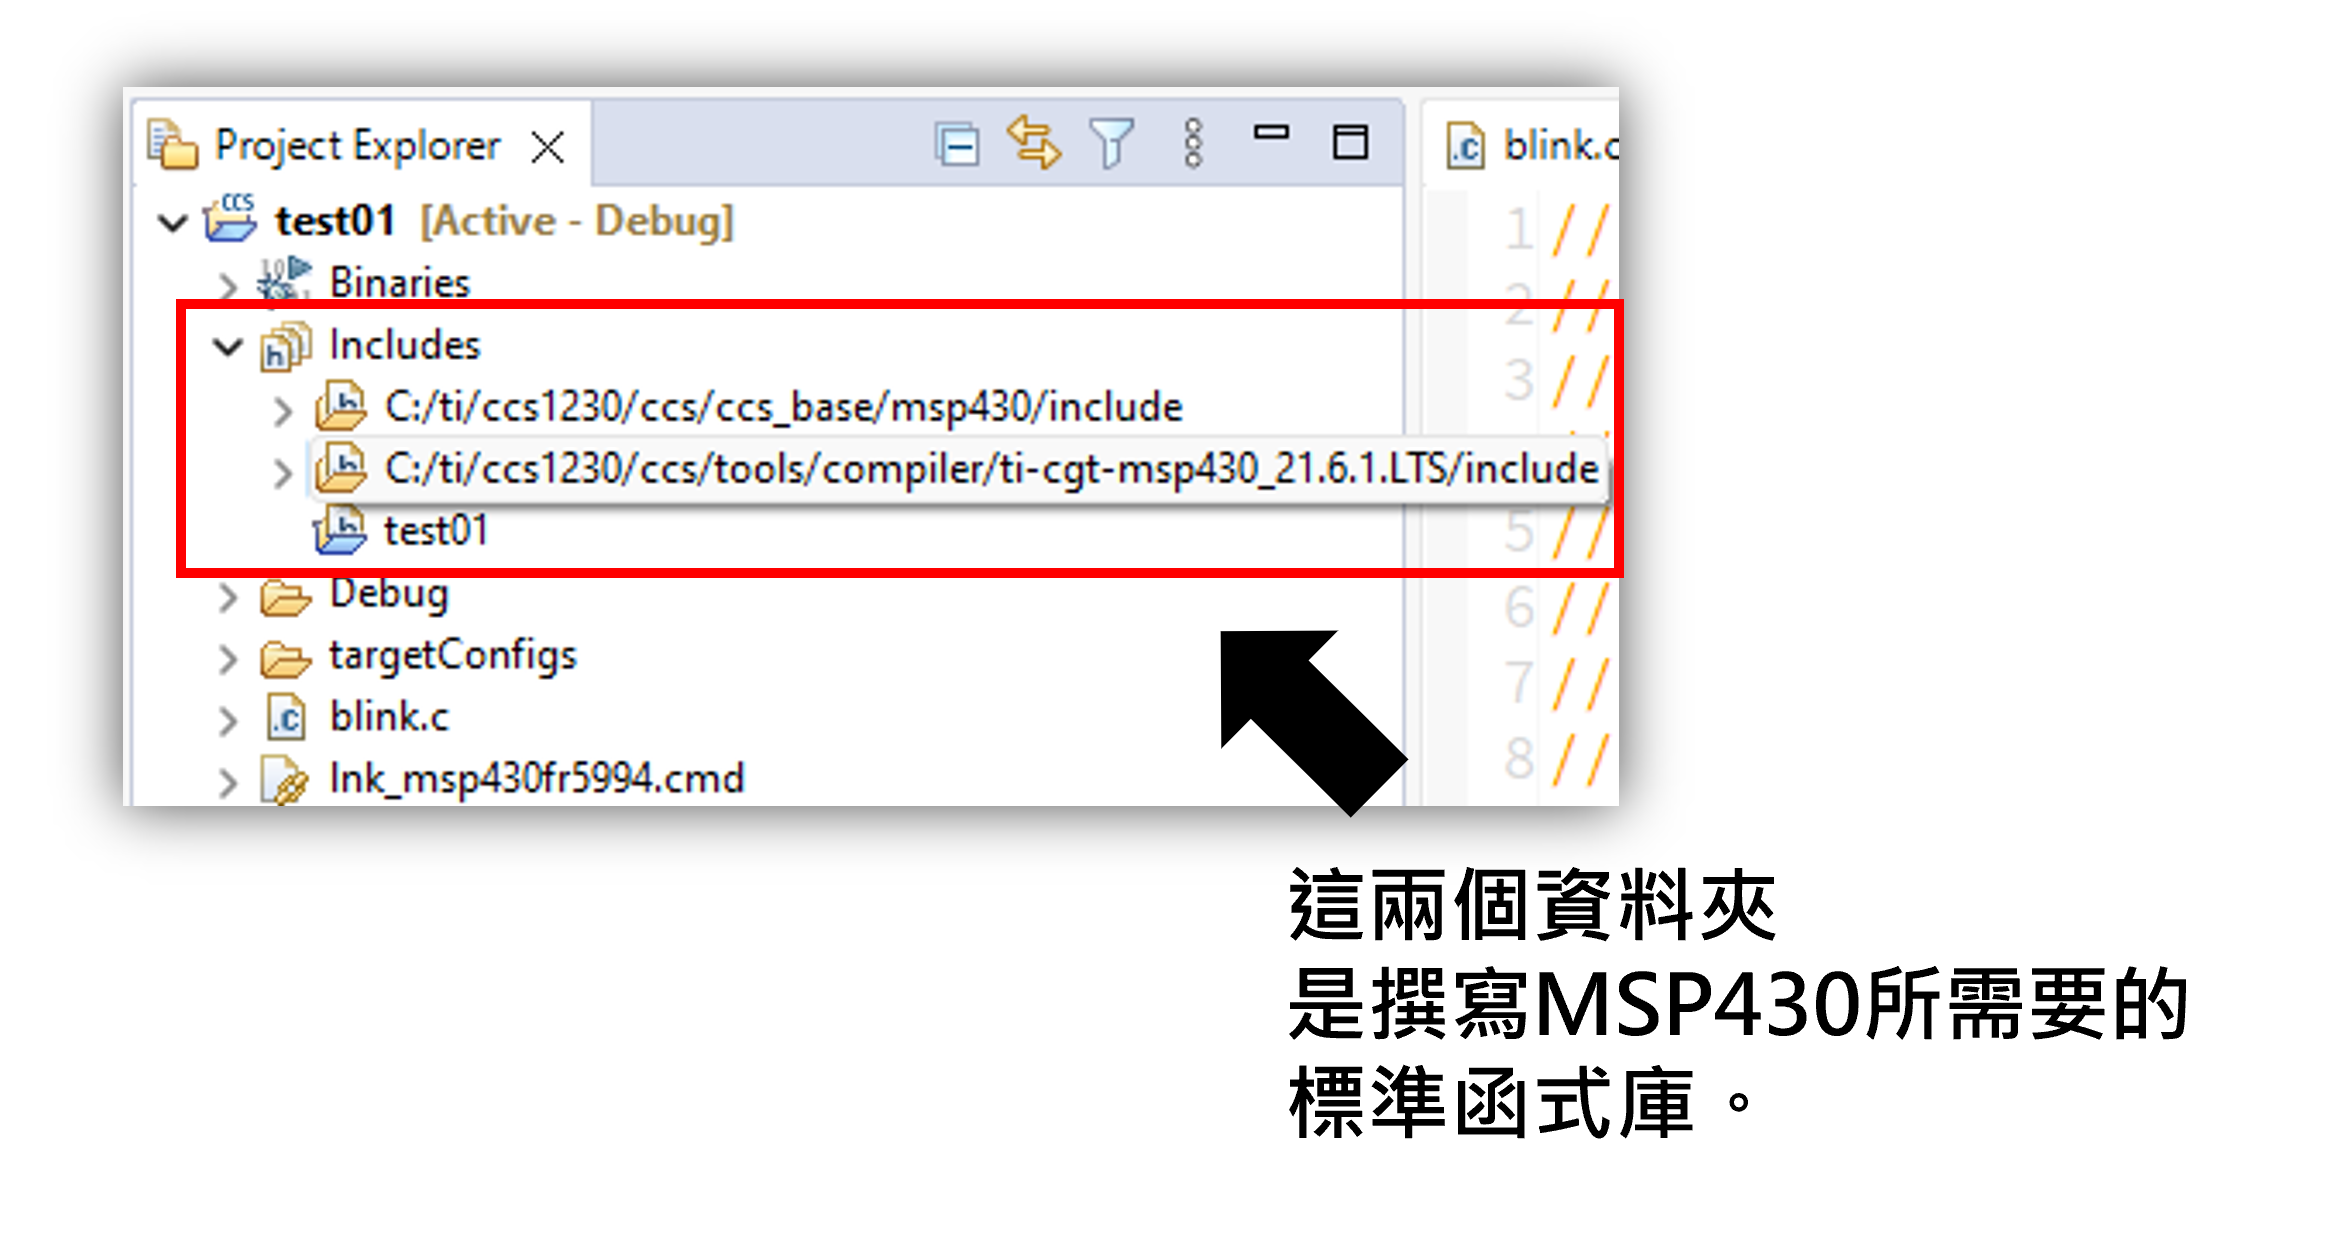 Project Explorer
blink.c
test01 [Active - Debug]
Binaries
Includes
C:/ti/ccs1230/ccs/ccs_base/msp430/include
C:/ti/ccs1230/ccs/tools/compiler/ti-cgt-msp430_21.6.1.LTS/include
test01
Debug
targetConfigs
blink.c
lnk_msp430fr5994.cmd
1 //
2 //
3 //
5 //
6 //
7 //
8 //
這兩個資料夾
是撰寫MSP430所需要的
標準函式庫。